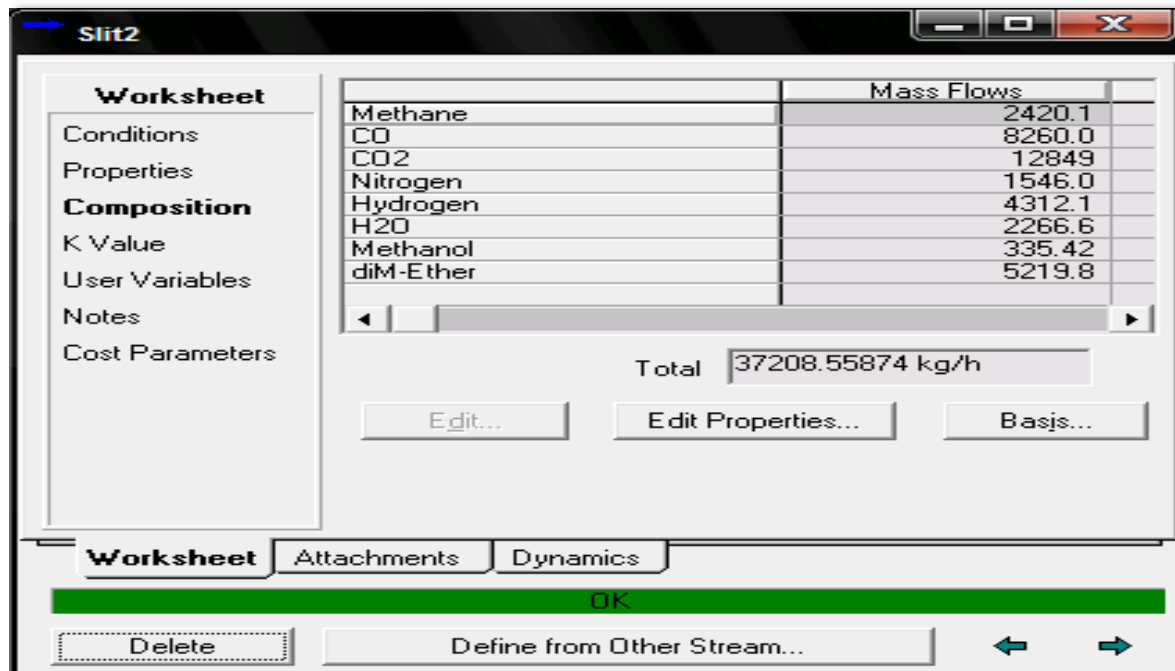 Slit2
Worksheet
Conditions
Properties
Composition
K Value
User Variables
Notes
Cost Parameters
Mass Flows
Methane 2420.1
CO 8260.0
CO2 12849
Nitrogen 1546.0
Hydrogen 4312.1
H2O 2266.6
Methanol 335.42
diM-Ether 5219.8
Total 37208.55874 kg/h
Edit... Edit Properties... Basis...
Worksheet Attachments Dynamics
OK
Delete Define from Other Stream...